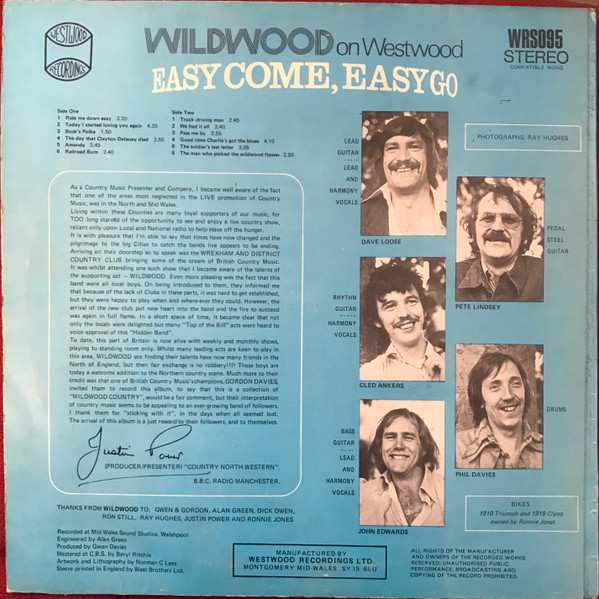 WESTWOOD
RECORDINGS
WILDWOOD on Westwood
EASY COME, EASY GO
WRS095
STEREO
COMPATIBLE MONO
Side One
1 Ride me down easy 3.30
2 Today I started loving you again 4.35
3 Rock's Polka 1.50
4 The day that Clayton Delaney died 2.55
5 Amanda 3.45
6 Railroad Bum 2.40
Side Two
1 Truck driving man 2.45
2 We had it all 2.40
3 Pass me by 2.55
4 Good time Charlie's got the blues 4.10
5 The soldier's last letter 3.05
6 The man who picked the wildwood flower 2.55
As a Country Music Presenter and Compere, I became well aware of the fact
that one of the areas most neglected in the LIVE promotion of Country
Music, was in the North and Mid Wales.
Living within these Counties are many loyal supporters of our music, for
TOO long starved of the opportunity to see and enjoy a live country show,
reliant only upon Local and National radio to help stave off the hunger.
It is with pleasure that I'm able to say that times have now changed and the
pilgrimage to the big Cities to catch the bands live appears to be ending.
Arriving on their doorstep so to speak was the WREXHAM AND DISTRICT
COUNTRY CLUB bringing some of the cream of British Country Music.
It was whilst attending one such show that I became aware of the talents of
the supporting act — WILDWOOD. Even more pleasing was the fact that this
band were all local boys. On being introduced to them, they informed me
that because of the lack of Clubs in these parts, it was hard to get established,
but they were happy to play when and where-ever they could. However, the
arrival of the new club put new heart into the band and the fire to succeed
was again in full flame. In a short space of time, it became clear that not
only the locals were delighted but many "Top of the Bill" acts were heard to
voice approval of this "Hidden Band".
To date, this part of Britain is now alive with weekly and monthly shows,
playing to standing room only. Whilst many leading acts are keen to play in
this area, WILDWOOD are finding their talents have now many friends in the
North of England, but then fair exchange is no robbery!!!! These boys are
today a welcome addition to the Northern country scene. Much more to their
credit was that one of British Country Music's champions, GORDON DAVIES,
invited them to record this album, to say that this is a collection of
"WILDWOOD COUNTRY", would be a fair comment, but their interpretation
of country music seems to be appealing to an ever-growing band of followers.
I thank them for "sticking with it", in the days when all seemed lost.
The arrival of this album is a just reward to their followers, and to themselves.
Justin Power
(PRODUCER/PRESENTER) "COUNTRY NORTH WESTERN".
B.B.C. RADIO MANCHESTER.
THANKS FROM WILDWOOD TO: GWEN & GORDON, ALAN GREEN, DICK OWEN,
RON STILL, RAY HUGHES, JUSTIN POWER AND RONNIE JONES
Recorded at Mid Wales Sound Studios, Welshpool
Engineered by Alan Green
Produced by Gwen Davies
Mastered at C.B.S. by Beryl Ritchie
Artwork and Lithography by Norman C Lees
Sleeve printed in England by West Brothers Ltd.
MANUFACTURED BY
WESTWOOD RECORDINGS LTD.
MONTGOMERY MID-WALES SY15 6LU
LEAD
GUITAR
LEAD
AND
HARMONY
VOCALS
DAVE LOOSE
PHOTOGRAPHS: RAY HUGHES
PEDAL
STEEL
GUITAR
PETE LINDSEY
RHYTHM
GUITAR
HARMONY
VOCALS
CLED ANKERS
DRUMS
PHIL DAVIES
BASS
GUITAR
LEAD
AND
HARMONY
VOCALS
JOHN EDWARDS
BIKES
1910 Triumph and 1919 Clyno
owned by Ronnie Jones
ALL RIGHTS OF THE MANUFACTURER
AND OWNERS OF THE RECORDED WORKS
RESERVED. UNAUTHORISED PUBLIC
PERFORMANCE, BROADCASTING AND
COPYING OF THE RECORD PROHIBITED.